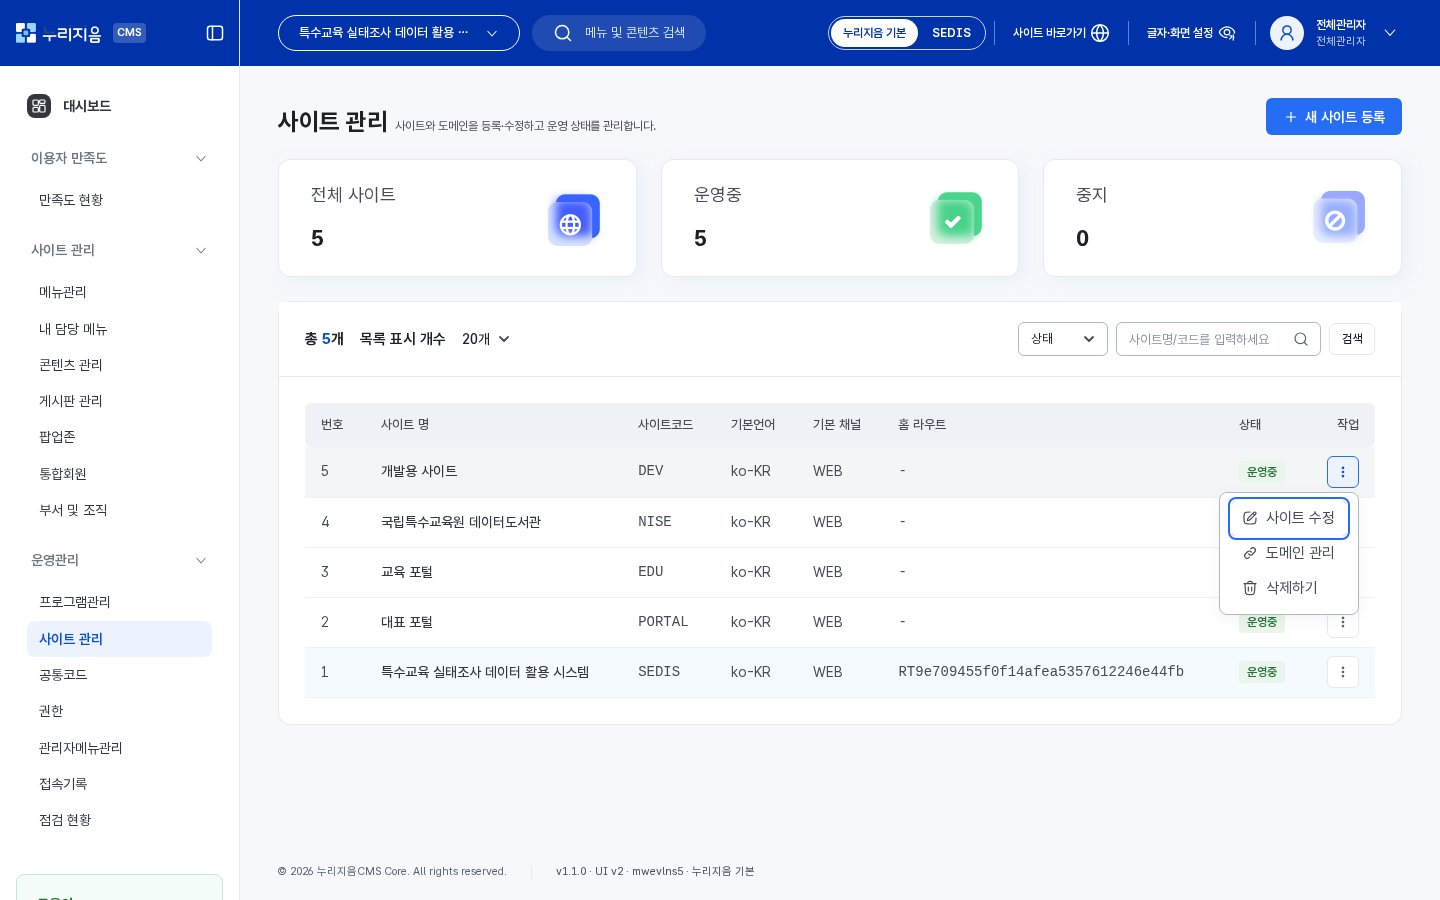 누리지음 CMS
특수교육 실태조사 데이터 활용 ···
메뉴 및 콘텐츠 검색
누리지음 기본
SEDIS
사이트 바로가기
글자·화면 설정
전체관리자
전체관리자
대시보드
이용자 만족도
만족도 현황
사이트 관리
메뉴관리
내 담당 메뉴
콘텐츠 관리
게시판 관리
팝업존
통합회원
부서 및 조직
운영관리
프로그램관리
사이트 관리
공통코드
권한
관리자메뉴관리
접속기록
점검 현황
사이트 관리 사이트와 도메인을 등록·수정하고 운영 상태를 관리합니다.
새 사이트 등록
전체 사이트
5
운영중
5
중지
0
총 5개 목록 표시 개수 20개
상태 사이트명/코드를 입력하세요 검색
번호 사이트 명 사이트코드 기본언어 기본 채널 홈 라우트 상태 작업
5 개발용 사이트 DEV ko-KR WEB - 운영중
4 국립특수교육원 데이터도서관 NISE ko-KR WEB -
3 교육 포털 EDU ko-KR WEB -
2 대표 포털 PORTAL ko-KR WEB - 운영중
1 특수교육 실태조사 데이터 활용 시스템 SEDIS ko-KR WEB RT9e709455f0f14afea5357612246e44fb 운영중
사이트 수정
도메인 관리
삭제하기
© 2026 누리지음CMS Core. All rights reserved.
v1.1.0 · UI v2 · mwevlns5 · 누리지음 기본